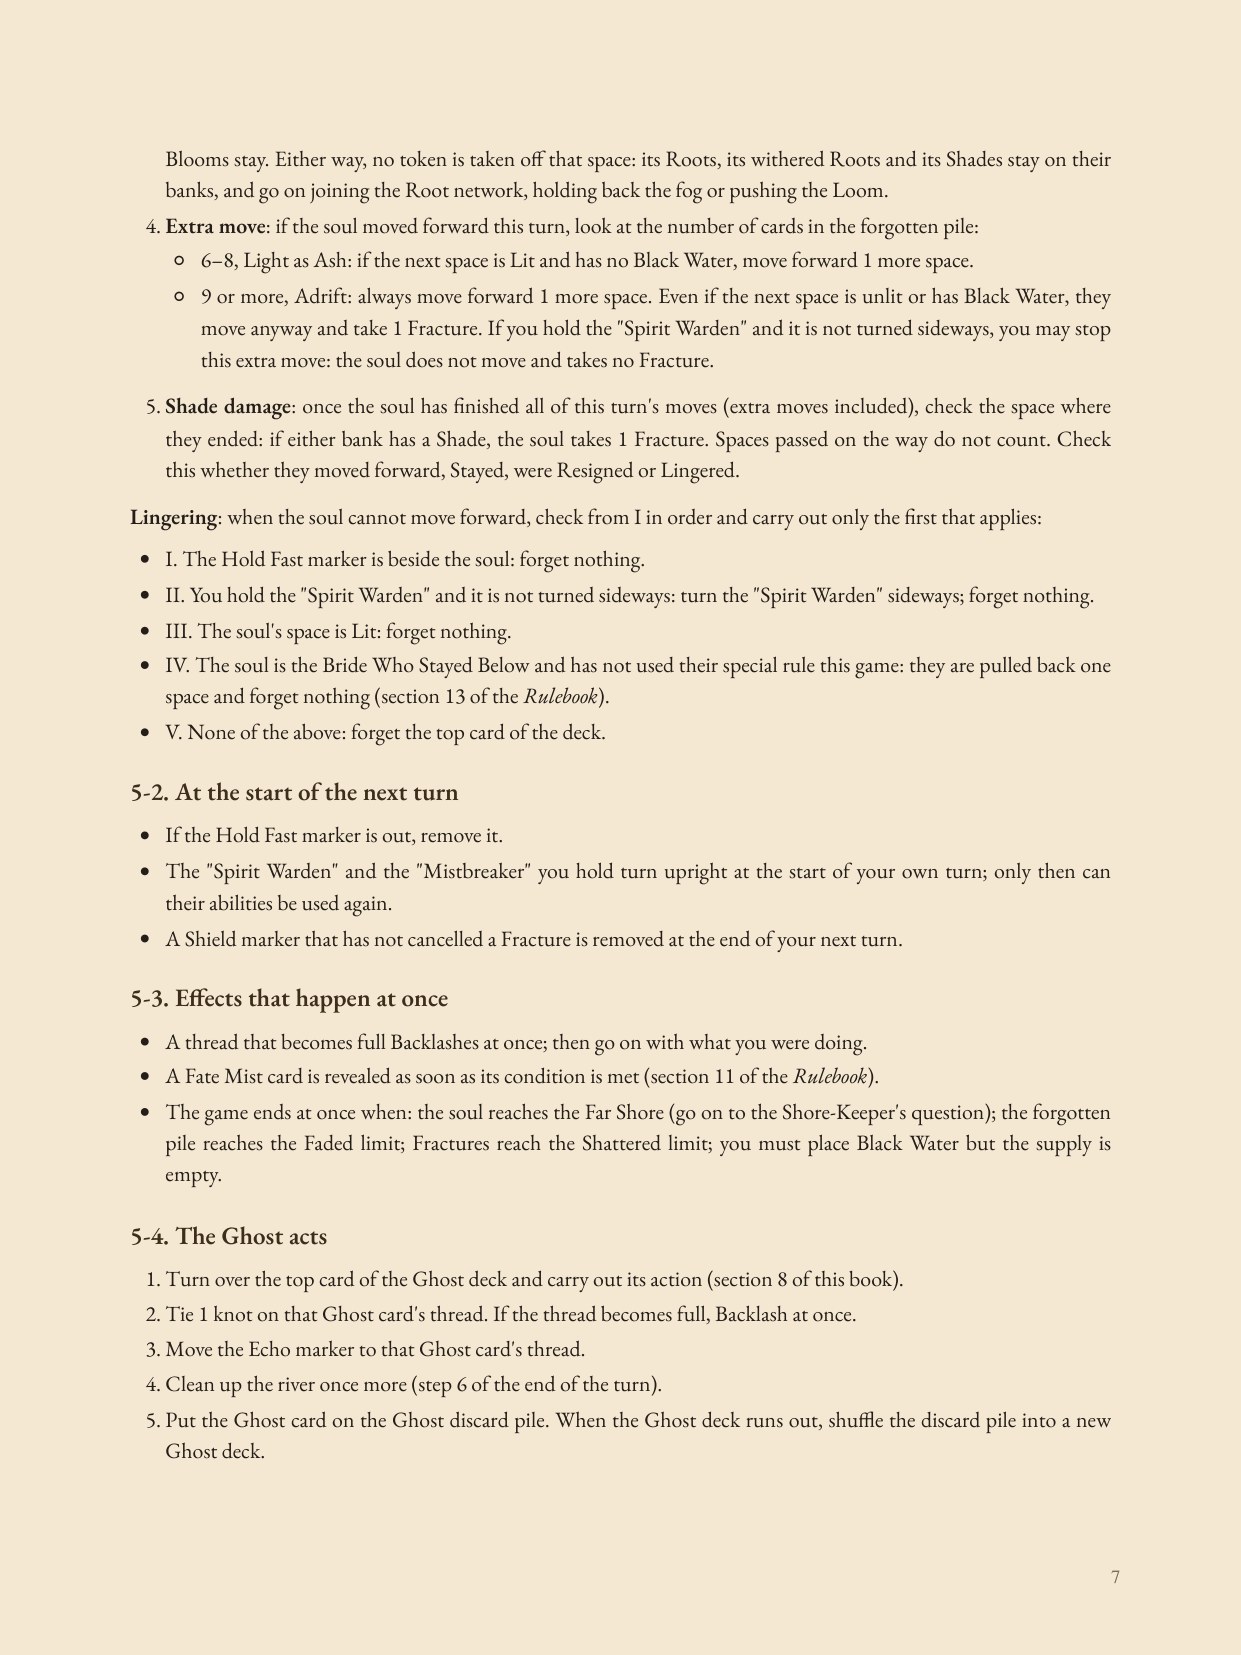 Blooms stay. Either way, no token is taken off that space: its Roots, its withered Roots and its Shades stay on their
banks, and go on joining the Root network, holding back the fog or pushing the Loom.
4. Extra move: if the soul moved forward this turn, look at the number of cards in the forgotten pile:
○ 6–8, Light as Ash: if the next space is Lit and has no Black Water, move forward 1 more space.
○ 9 or more, Adrift: always move forward 1 more space. Even if the next space is unlit or has Black Water, they
move anyway and take 1 Fracture. If you hold the "Spirit Warden" and it is not turned sideways, you may stop
this extra move: the soul does not move and takes no Fracture.
5. Shade damage: once the soul has finished all of this turn's moves (extra moves included), check the space where
they ended: if either bank has a Shade, the soul takes 1 Fracture. Spaces passed on the way do not count. Check
this whether they moved forward, Stayed, were Resigned or Lingered.
Lingering: when the soul cannot move forward, check from I in order and carry out only the first that applies:
• I. The Hold Fast marker is beside the soul: forget nothing.
• II. You hold the "Spirit Warden" and it is not turned sideways: turn the "Spirit Warden" sideways; forget nothing.
• III. The soul's space is Lit: forget nothing.
• IV. The soul is the Bride Who Stayed Below and has not used their special rule this game: they are pulled back one
space and forget nothing (section 13 of the Rulebook).
• V. None of the above: forget the top card of the deck.
5-2. At the start of the next turn
• If the Hold Fast marker is out, remove it.
• The "Spirit Warden" and the "Mistbreaker" you hold turn upright at the start of your own turn; only then can
their abilities be used again.
• A Shield marker that has not cancelled a Fracture is removed at the end of your next turn.
5-3. Effects that happen at once
• A thread that becomes full Backlashes at once; then go on with what you were doing.
• A Fate Mist card is revealed as soon as its condition is met (section 11 of the Rulebook).
• The game ends at once when: the soul reaches the Far Shore (go on to the Shore-Keeper's question); the forgotten
pile reaches the Faded limit; Fractures reach the Shattered limit; you must place Black Water but the supply is
empty.
5-4. The Ghost acts
1. Turn over the top card of the Ghost deck and carry out its action (section 8 of this book).
2. Tie 1 knot on that Ghost card's thread. If the thread becomes full, Backlash at once.
3. Move the Echo marker to that Ghost card's thread.
4. Clean up the river once more (step 6 of the end of the turn).
5. Put the Ghost card on the Ghost discard pile. When the Ghost deck runs out, shuffle the discard pile into a new
Ghost deck.
7